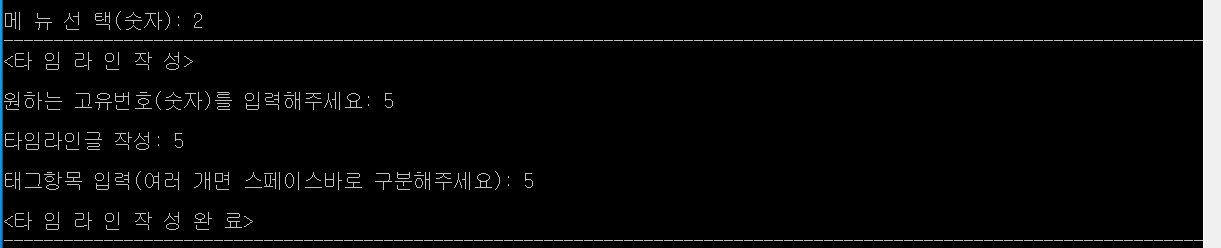 메 뉴 선 택(숫자): 2
------------------------------------------------------------------------------------------------------------------------
<타 임 라 인 작 성>
원하는 고유번호(숫자)를 입력해주세요: 5
타임라인글 작성: 5
태그항목 입력(여러 개면 스페이스바로 구분해주세요): 5
<타 임 라 인 작 성 완 료>
------------------------------------------------------------------------------------------------------------------------